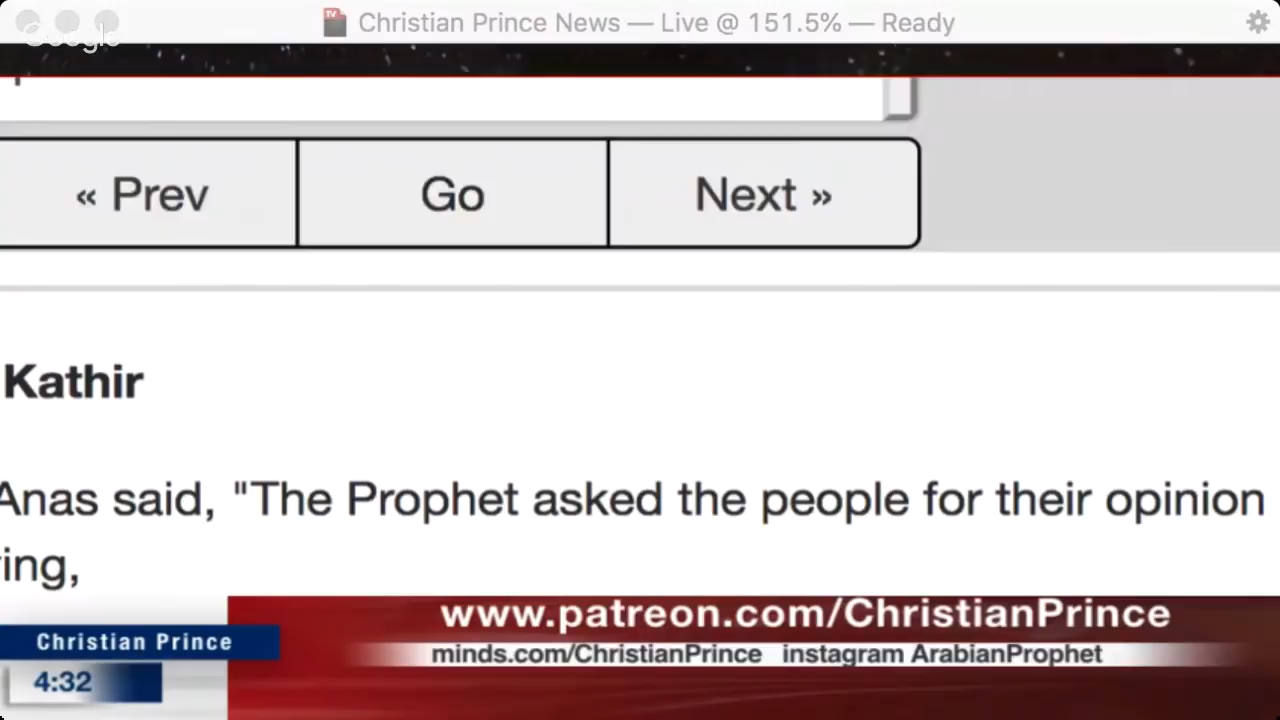 Christian Prince News — Live @ 151.5% — Ready
Google
« Prev
Go
Next »
Kathir
Anas said, "The Prophet asked the people for their opinion
ing,
www.patreon.com/ChristianPrince
Christian Prince
minds.com/ChristianPrince instagram ArabianProphet
4:32